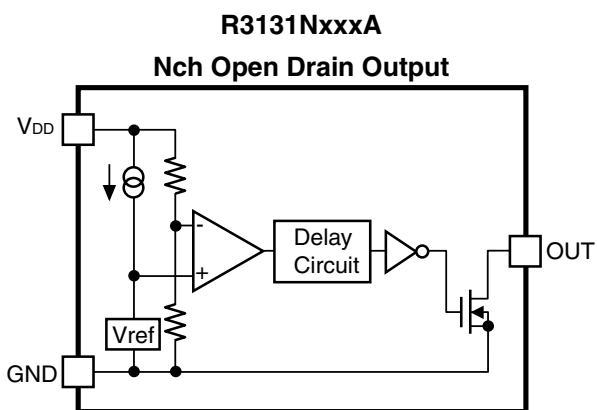 R3131NxxxA
Nch Open Drain Output
VDD
-
Delay
Circuit
OUT
+
Vref
GND